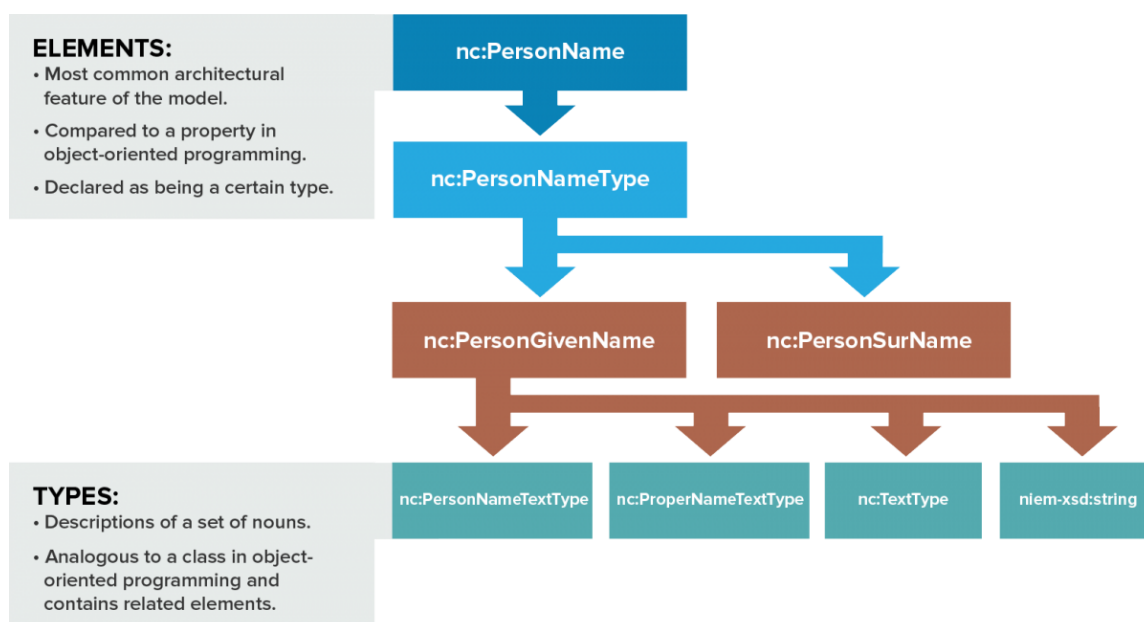 ELEMENTS:
• Most common architectural
feature of the model.
• Compared to a property in
object-oriented programming.
• Declared as being a certain type.
nc:PersonName
nc:PersonNameType
nc:PersonGivenName
nc:PersonSurName
TYPES:
• Descriptions of a set of nouns.
• Analogous to a class in object-
oriented programming and
contains related elements.
nc:PersonNameTextType
nc:ProperNameTextType
nc:TextType
niem-xsd:string